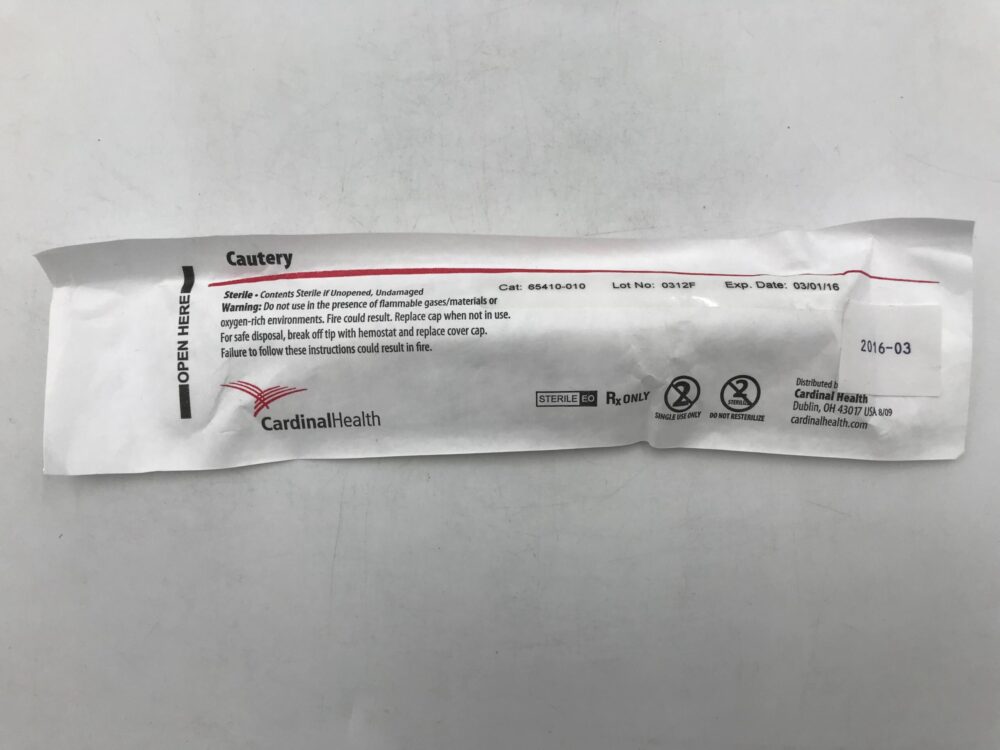 Cautery
Sterile • Contents Sterile if Unopened, Undamaged
Warning: Do not use in the presence of flammable gases/materials or
oxygen-rich environments. Fire could result. Replace cap when not in use.
For safe disposal, break off tip with hemostat and replace cover cap.
Failure to follow these instructions could result in fire.
Cat: 65410-010 Lot No: 0312F Exp. Date: 03/01/16
OPEN HERE
2016-03
CardinalHealth
STERILE EO
Rx ONLY
2
SINGLE USE ONLY
2
STERILIZE
DO NOT RESTERILIZE
Distributed b
Cardinal Health
Dublin, OH 43017 USA 8/09
cardinalhealth.com